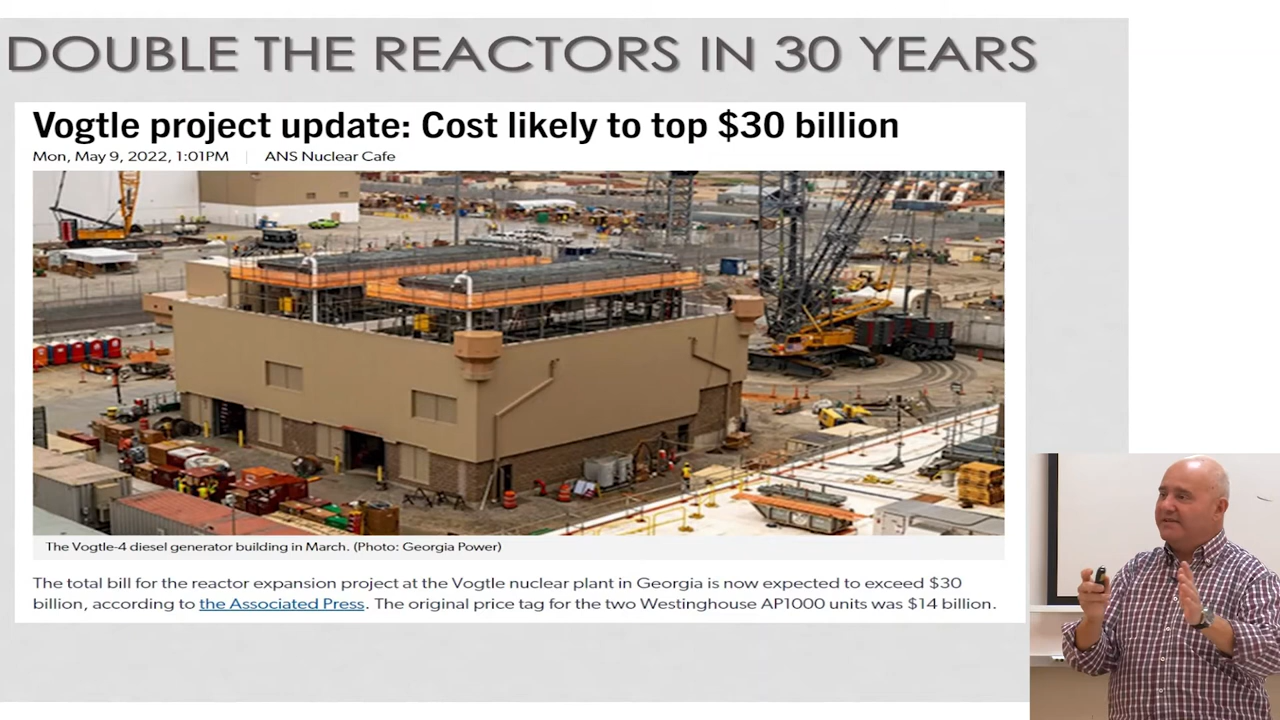 DOUBLE THE REACTORS IN 30 YEARS
Vogtle project update: Cost likely to top $30 billion
Mon, May 9, 2022, 1:01PM | ANS Nuclear Cafe
The Vogtle-4 diesel generator building in March. (Photo: Georgia Power)
The total bill for the reactor expansion project at the Vogtle nuclear plant in Georgia is now expected to exceed $30
billion, according to the Associated Press. The original price tag for the two Westinghouse AP1000 units was $14 billion.